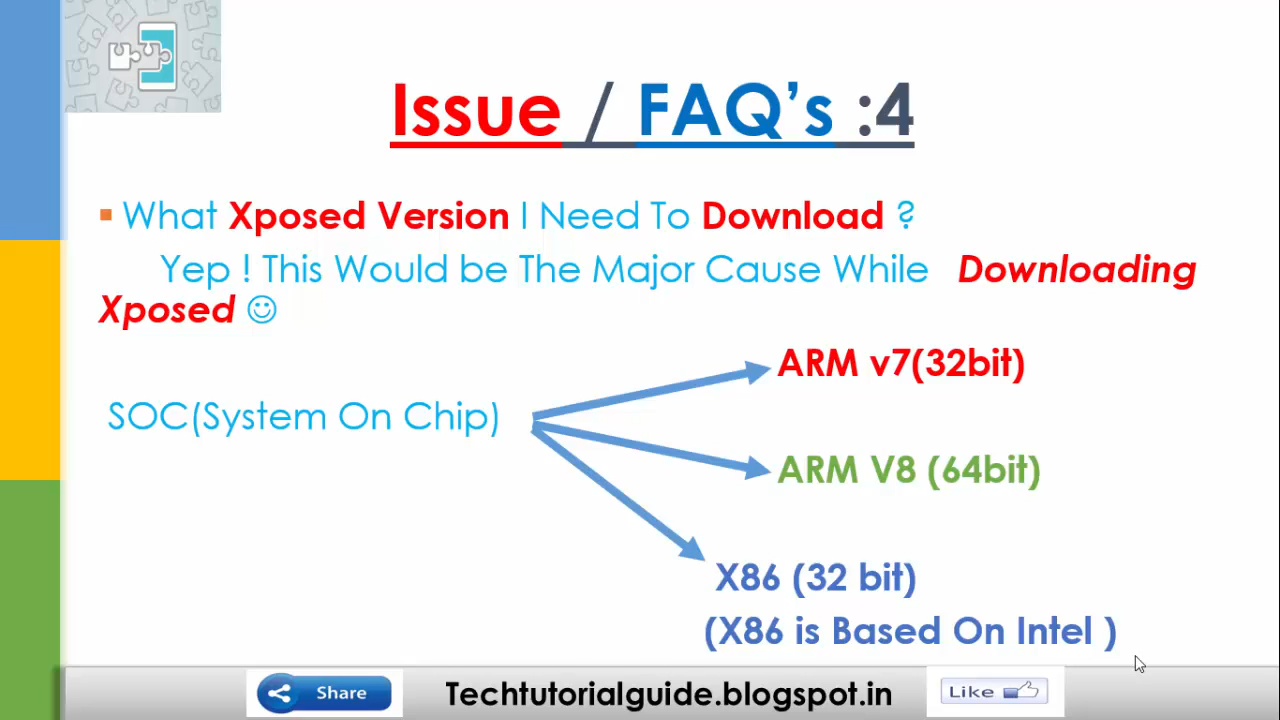 Issue / FAQ’s :4
What Xposed Version I Need To Download ?
Yep ! This Would be The Major Cause While Downloading
Xposed ☺
ARM v7(32bit)
SOC(System On Chip)
ARM V8 (64bit)
X86 (32 bit)
(X86 is Based On Intel )
Share
Techtutorialguide.blogspot.in
Like